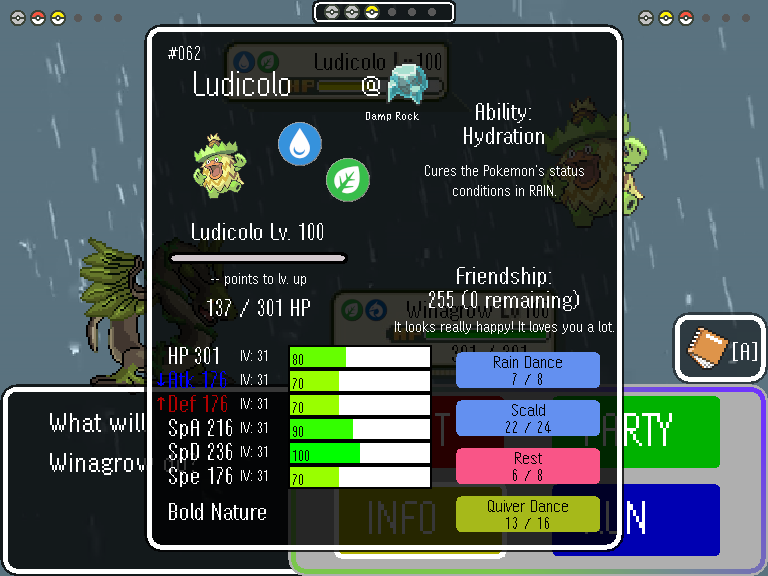 #062
Ludicolo @
Damp Rock
Ludicolo Lv. 100
HP
Ability:
Hydration
Cures the Pokemon's status
conditions in RAIN.
Ludicolo Lv. 100
-- points to lv. up
137 / 301 HP
Friendship:
255 (0 remaining)
It looks really happy! It loves you a lot.
Winagrow Lv 100
301 / 301
HP 301 IV: 31 80
↓Atk 176 IV: 31 70
↑Def 176 IV: 31 70
SpA 216 IV: 31 90
SpD 236 IV: 31 100
Spe 176 IV: 31 70
Bold Nature
Rain Dance
7 / 8
Scald
22 / 24
Rest
6 / 8
Quiver Dance
13 / 16
[A]
What will
Winagrow
INFO